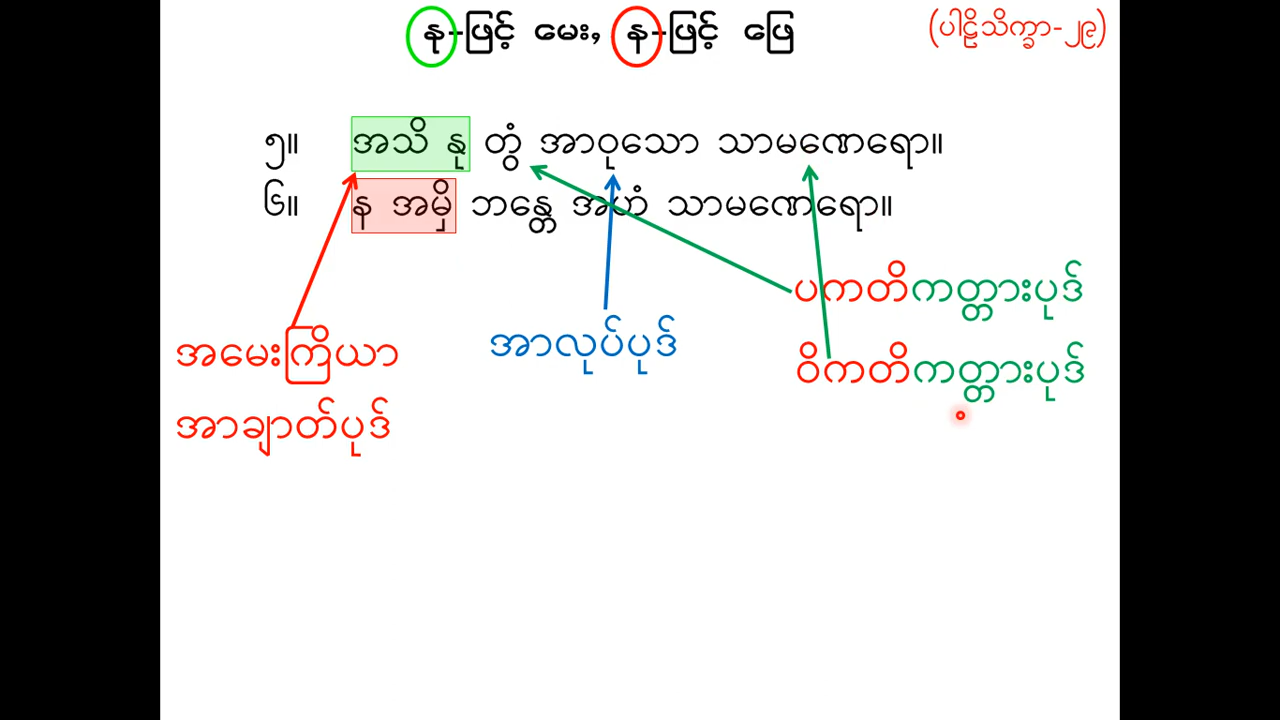 နု-ဖြင့် မေး, န-ဖြင့် ဖြေ
(ပါဠိသိက္ခာ-၂၉)
၅။ အသိ နု တွံ အာဝုသော သာမဏေရော။
၆။ န အမှိ ဘန္တေ အဟံ သာမဏေရော။
ပကတိကတ္တားပုဒ်
အမေးကြိယာ
အာလုပ်ပုဒ်
ဝိကတိကတ္တားပုဒ်
အာချာတ်ပုဒ်